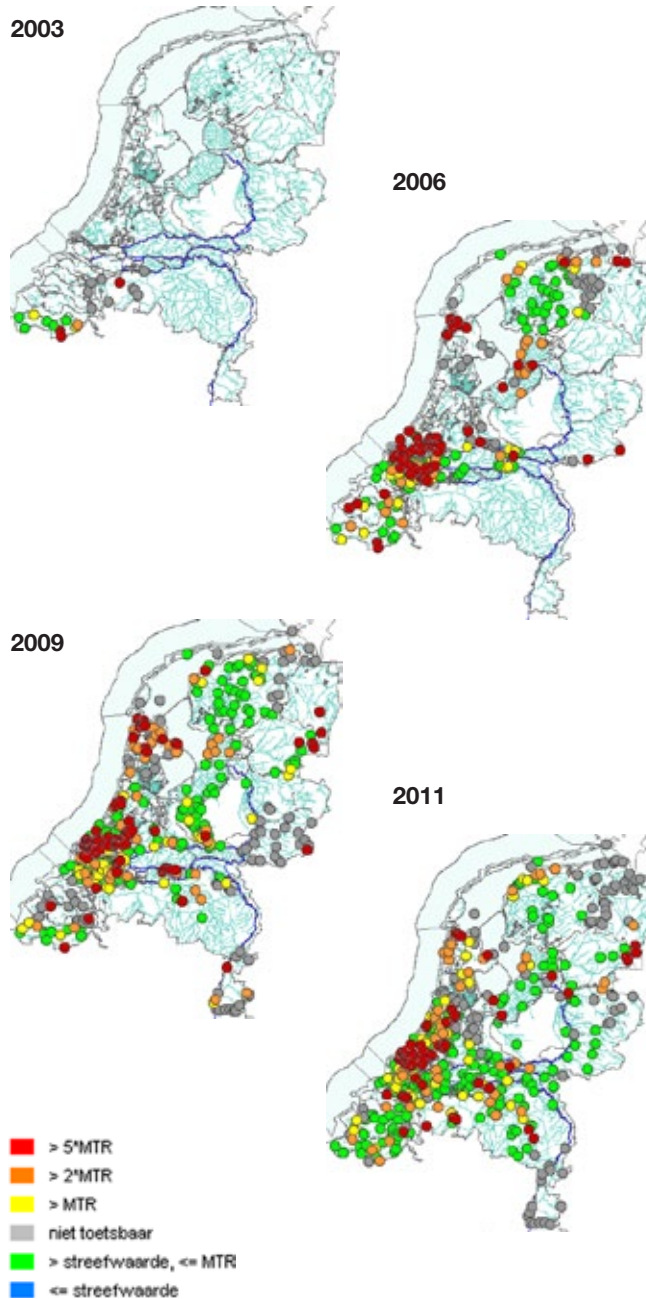 2003
2006
2009
2011
> 5*MTR
> 2*MTR
> MTR
niet toetsbaar
> streefwaarde, <= MTR
<= streefwaarde